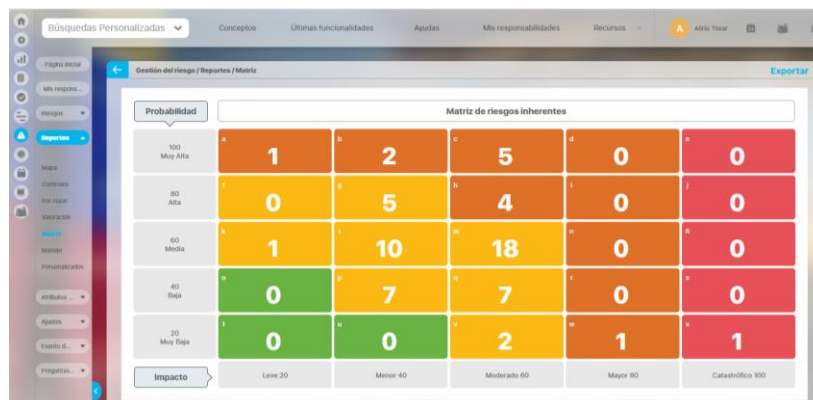 Búsquedas Personalizadas
Conceptos
Últimas funcionalidades
Ayudas
Mis responsabilidades
Recursos
A
Alirio Tovar
Página inicial
Mis respons...
Riesgos
Reportes
Mapa
Controles
Por clase
Valoración
Matriz
Manejo
Personalizados
Atributos ...
Ajustes
Evento d...
Preguntas...
Gestión del riesgo / Reportes / Matriz
Exportar
Probabilidad
Matriz de riesgos inherentes
100
Muy Alta
a 1
b 2
c 5
d 0
e 0
80
Alta
f 0
g 5
h 4
i 0
j 0
60
Media
k 1
l 10
m 18
n 0
ñ 0
40
Baja
o 0
p 7
q 7
r 0
s 0
20
Muy Baja
t 0
u 0
v 2
w 1
x 1
Impacto
Leve 20
Menor 40
Moderado 60
Mayor 80
Catastrófico 100